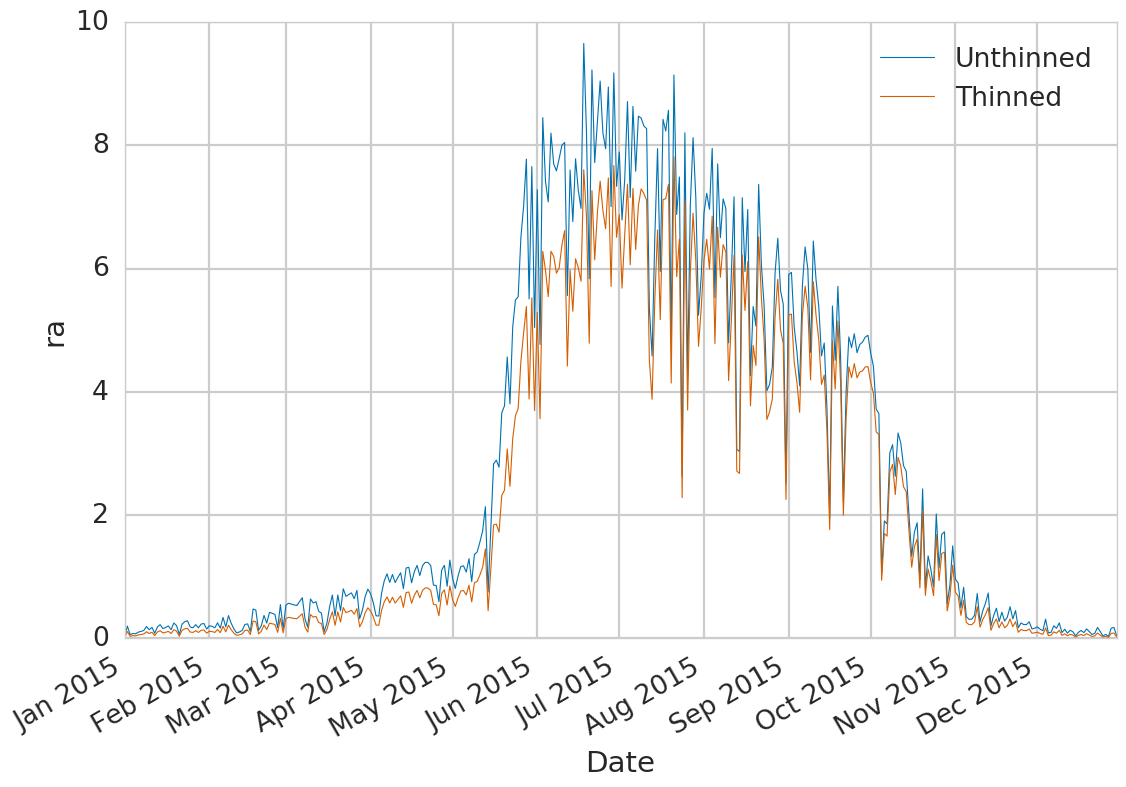 10
8
6
4
2
0
ra
Unthinned
Thinned
Jan 2015
Feb 2015
Mar 2015
Apr 2015
May 2015
Jun 2015
Jul 2015
Aug 2015
Sep 2015
Oct 2015
Nov 2015
Dec 2015
Date